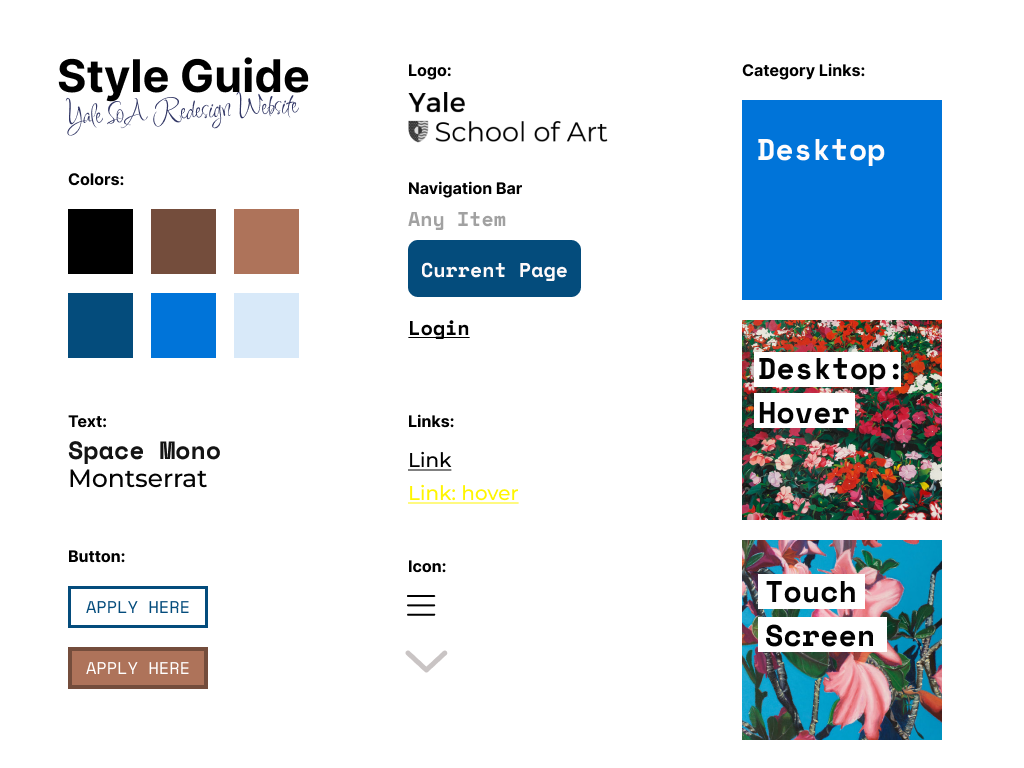 Style Guide
Yale SoA Redesign Website
Colors:
Text:
Space Mono
Montserrat
Button:
APPLY HERE
APPLY HERE
Logo:
Yale
School of Art
Navigation Bar
Any Item
Current Page
Login
Links:
Link
Link: hover
Icon:
Category Links:
Desktop
Desktop:
Hover
Touch
Screen